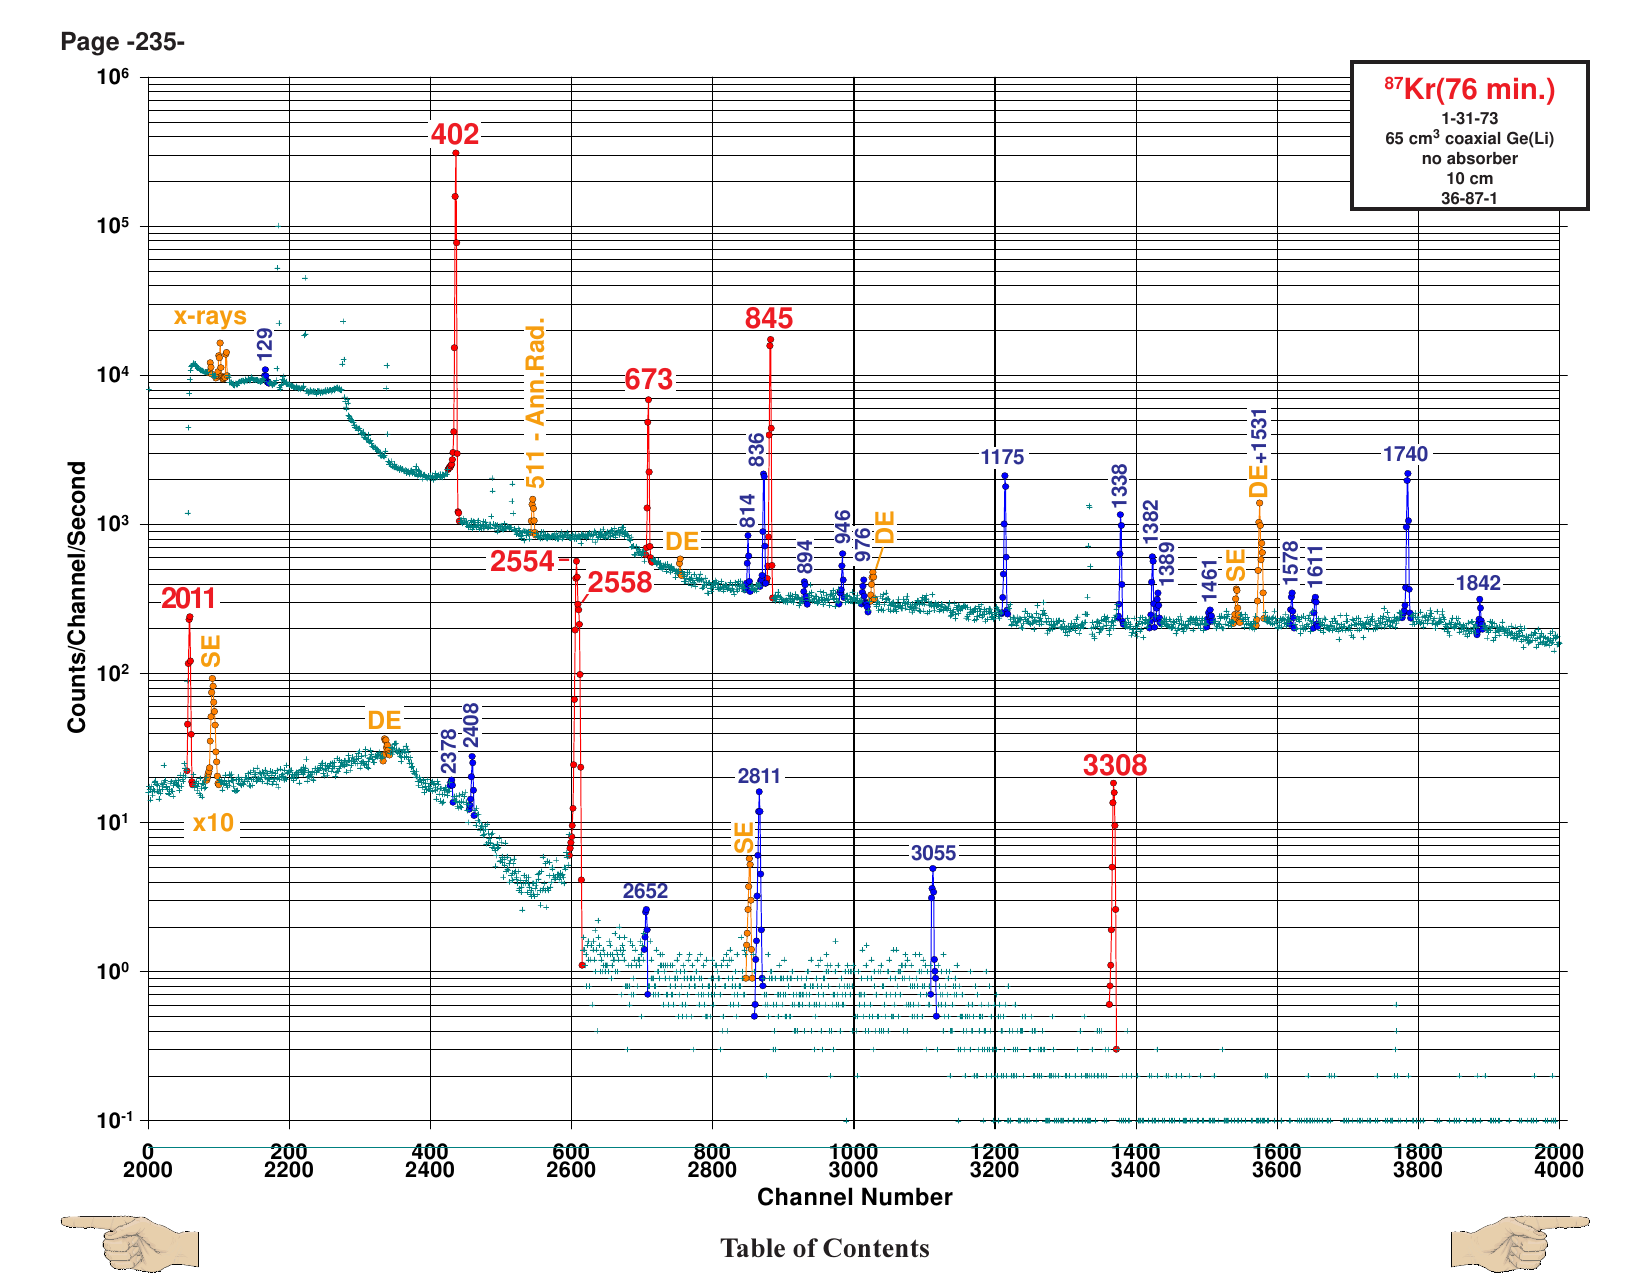 Page -235-
⁸⁷Kr(76 min.)
1-31-73
65 cm³ coaxial Ge(Li)
no absorber
10 cm
36-87-1
Counts/Channel/Second
10⁶
10⁵
10⁴
10³
10²
10¹
10⁰
10⁻¹
402
x-rays
129
511 - Ann.Rad.
673
DE
814
836
845
894
946
976
DE
1175
1338
1382
1389
1461
SE
DE+1531
1578
1611
1740
1842
2011
SE
x10
DE
2378
2408
2554
2558
2652
SE
2811
3055
3308
0 200 400 600 800 1000 1200 1400 1600 1800 2000
2000 2200 2400 2600 2800 3000 3200 3400 3600 3800 4000
Channel Number
Table of Contents